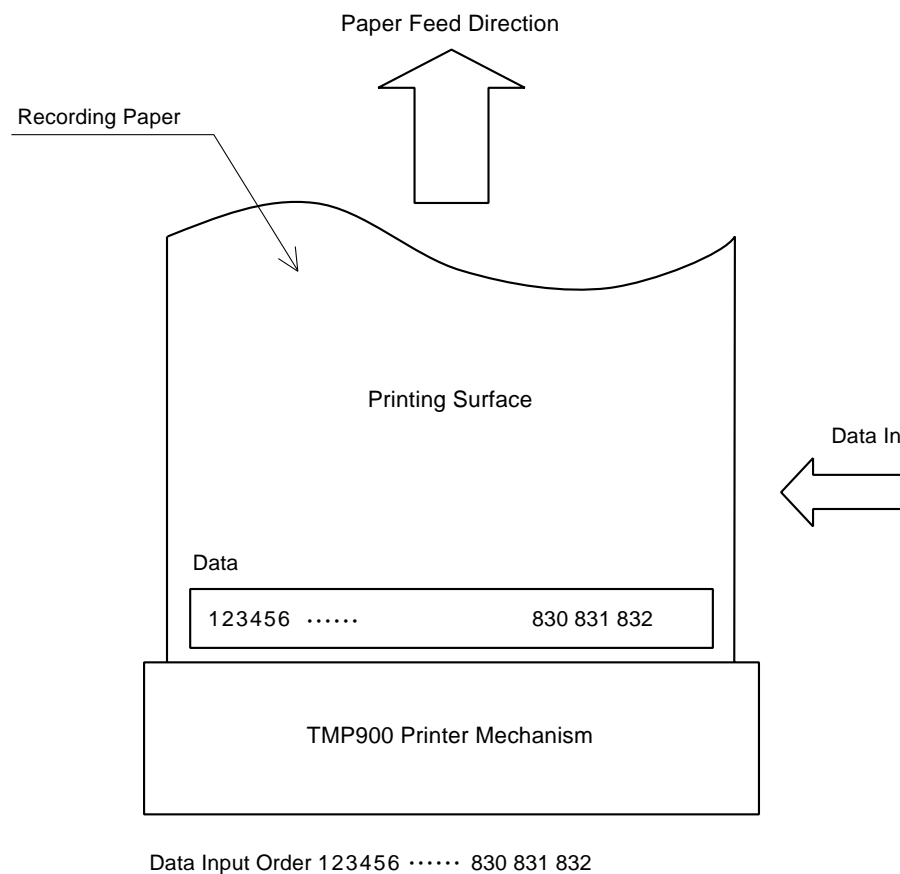 Paper Feed Direction
Recording Paper
Printing Surface
Data In
Data
123456 ······ 830 831 832
TMP900 Printer Mechanism
Data Input Order 123456 ······ 830 831 832